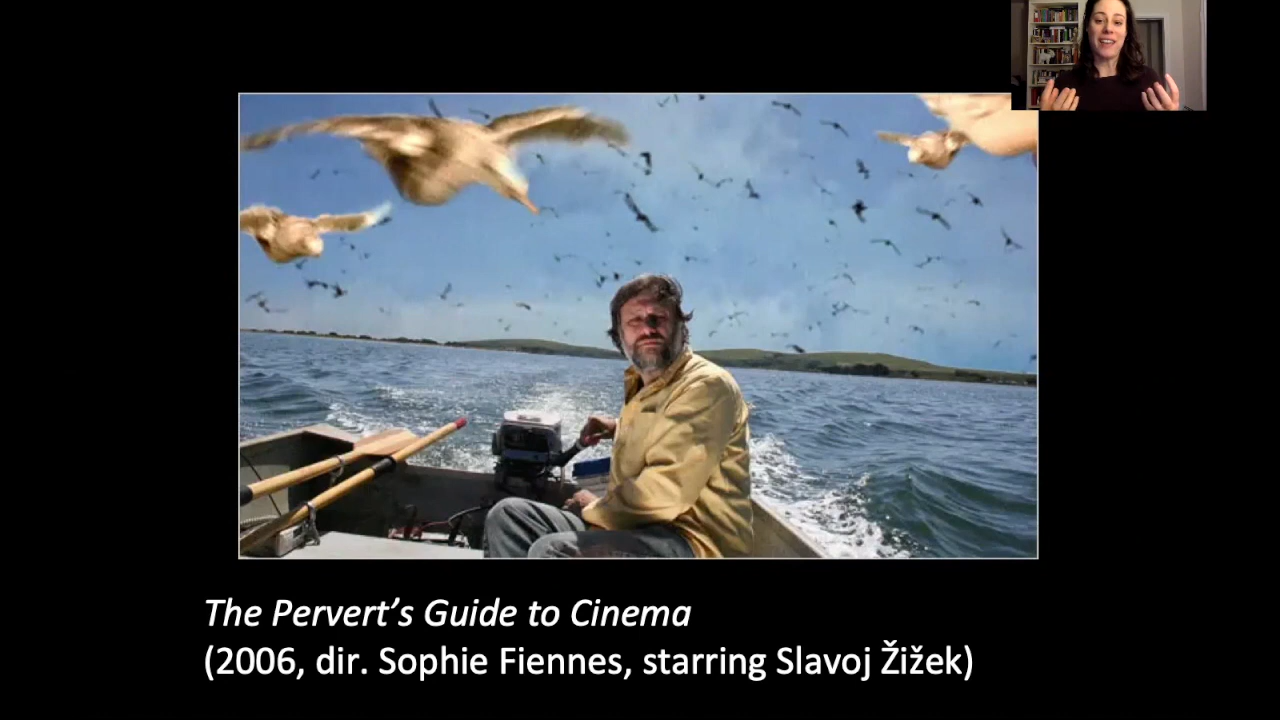 The Pervert’s Guide to Cinema
(2006, dir. Sophie Fiennes, starring Slavoj Žižek)